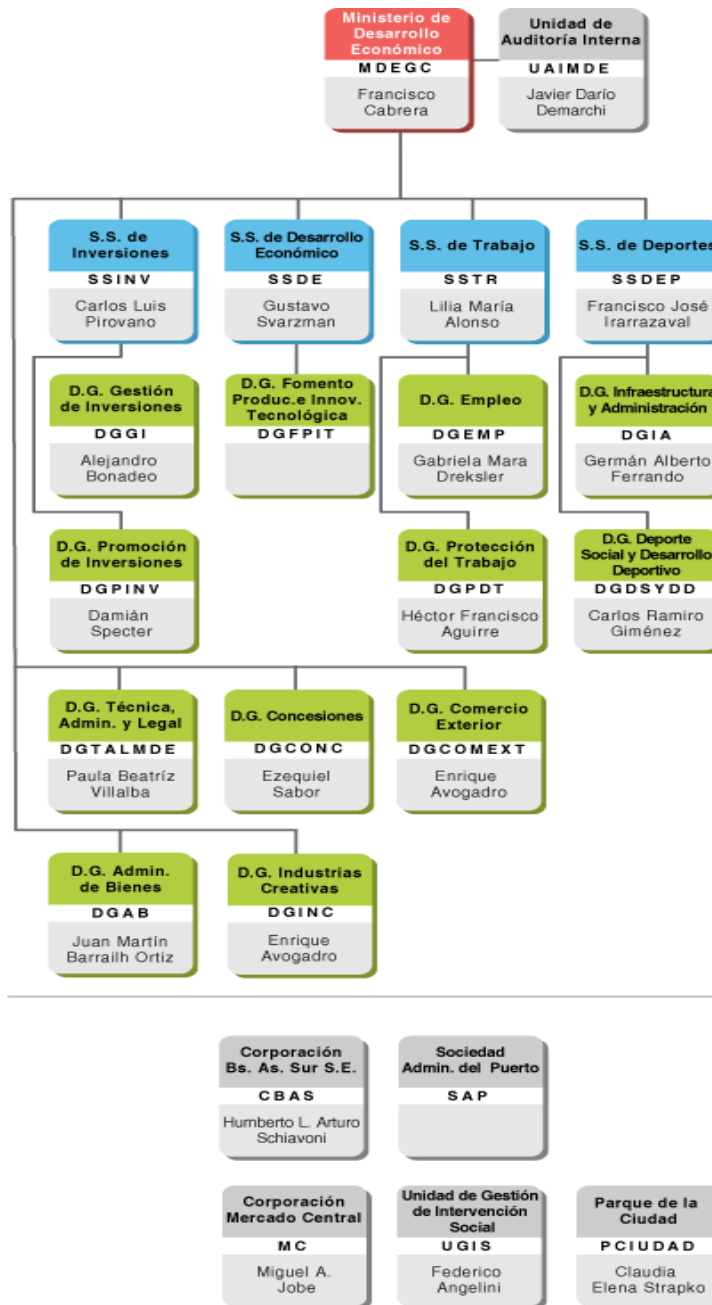 Ministerio de
Desarrollo
Económico
MDEGC
Francisco
Cabrera
Unidad de
Auditoría Interna
UAIMDE
Javier Darío
Demarchi
S.S. de
Inversiones
SSINV
Carlos Luis
Pirovano
S.S. de Desarrollo
Económico
SSDE
Gustavo
Svarzman
S.S. de Trabajo
SSTR
Lilia María
Alonso
S.S. de Deportes
SSDEP
Francisco José
Irarrazaval
D.G. Gestión
de Inversiones
DGGI
Alejandro
Bonadeo
D.G. Fomento
Produc.e Innov.
Tecnológica
DGFPIT
D.G. Empleo
DGEMP
Gabriela Mara
Dreksler
D.G. Infraestructura
y Administración
DGIA
Germán Alberto
Ferrando
D.G. Promoción
de Inversiones
DGPINV
Damián
Specter
D.G. Protección
del Trabajo
DGPDT
Héctor Francisco
Aguirre
D.G. Deporte
Social y Desarrollo
Deportivo
DGDSYDD
Carlos Ramiro
Giménez
D.G. Técnica,
Admin. y Legal
DGTALMDE
Paula Beatríz
Villalba
D.G. Concesiones
DGCONC
Ezequiel
Sabor
D.G. Comercio
Exterior
DGCOMEXT
Enrique
Avogadro
D.G. Admin.
de Bienes
DGAB
Juan Martín
Barrailh Ortiz
D.G. Industrias
Creativas
DGINC
Enrique
Avogadro
Corporación
Bs. As. Sur S.E.
CBAS
Humberto L. Arturo
Schiavoni
Sociedad
Admin. del Puerto
SAP
Corporación
Mercado Central
MC
Miguel A.
Jobe
Unidad de Gestión
de Intervención
Social
UGIS
Federico
Angelini
Parque de la
Ciudad
PCIUDAD
Claudia
Elena Strapko